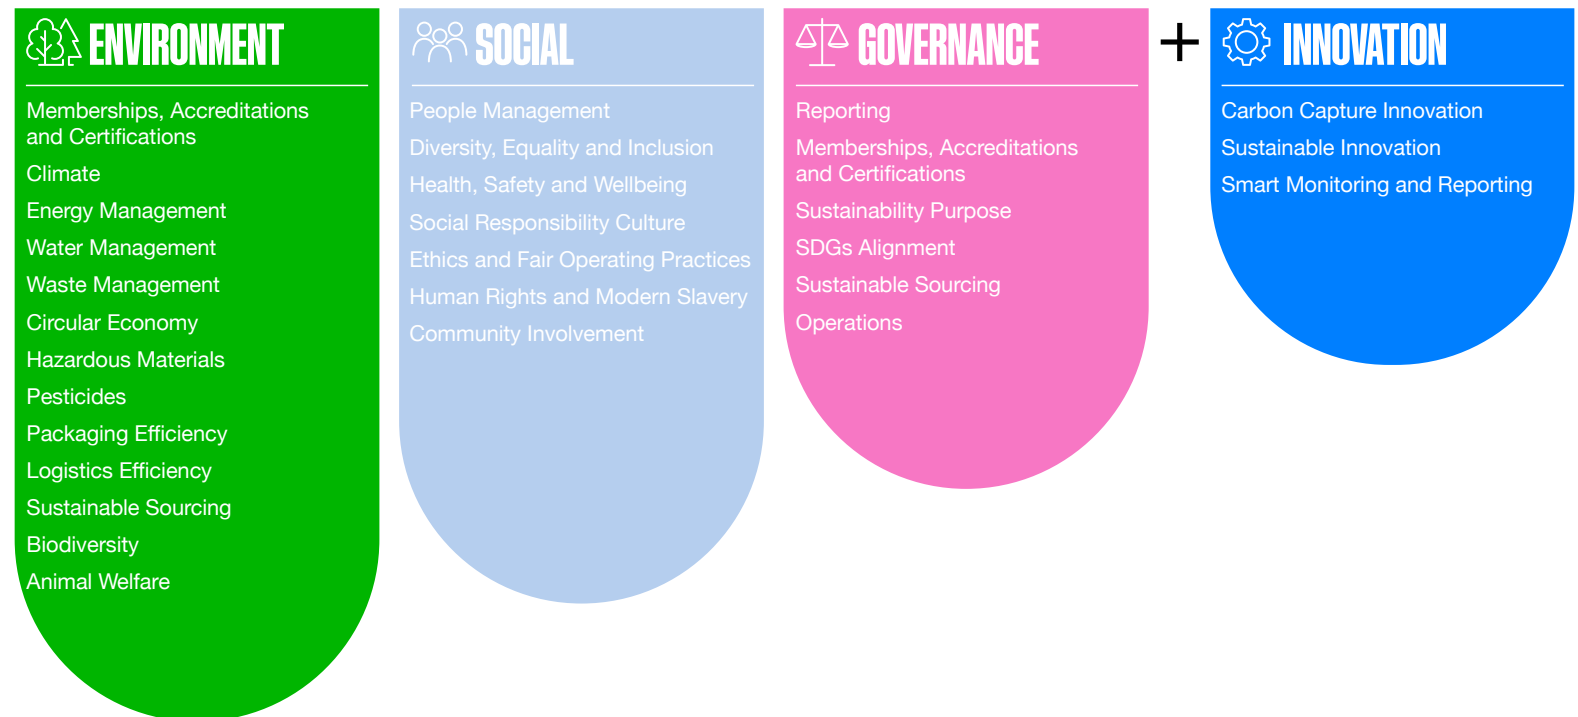 ENVIRONMENT
Memberships, Accreditations
and Certifications
Climate
Energy Management
Water Management
Waste Management
Circular Economy
Hazardous Materials
Pesticides
Packaging Efficiency
Logistics Efficiency
Sustainable Sourcing
Biodiversity
Animal Welfare
SOCIAL
People Management
Diversity, Equality and Inclusion
Health, Safety and Wellbeing
Social Responsibility Culture
Ethics and Fair Operating Practices
Human Rights and Modern Slavery
Community Involvement
GOVERNANCE
Reporting
Memberships, Accreditations
and Certifications
Sustainability Purpose
SDGs Alignment
Sustainable Sourcing
Operations
+
INNOVATION
Carbon Capture Innovation
Sustainable Innovation
Smart Monitoring and Reporting